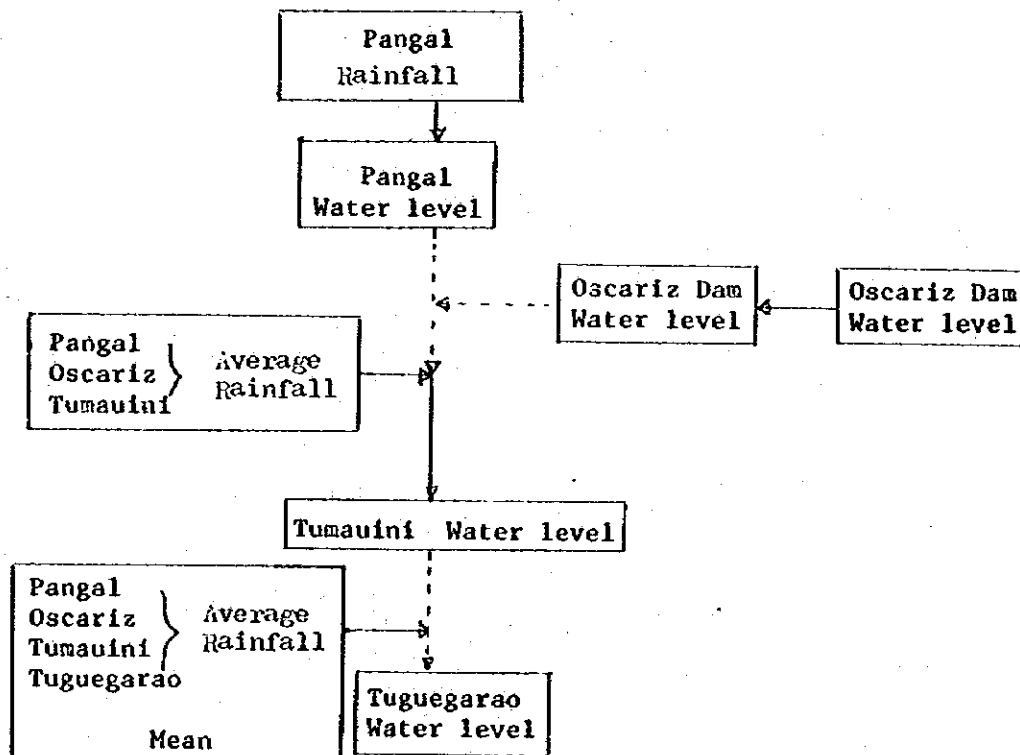 Pangal
Rainfall
Pangal
Water level
Oscariz Dam
Water level
Oscariz Dam
Water level
Pangal
Oscariz
Tumauini
Average
Rainfall
Tumauini Water level
Pangal
Oscariz
Tumauini
Tuguegarao
Average
Rainfall
Mean
Tuguegarao
Water level